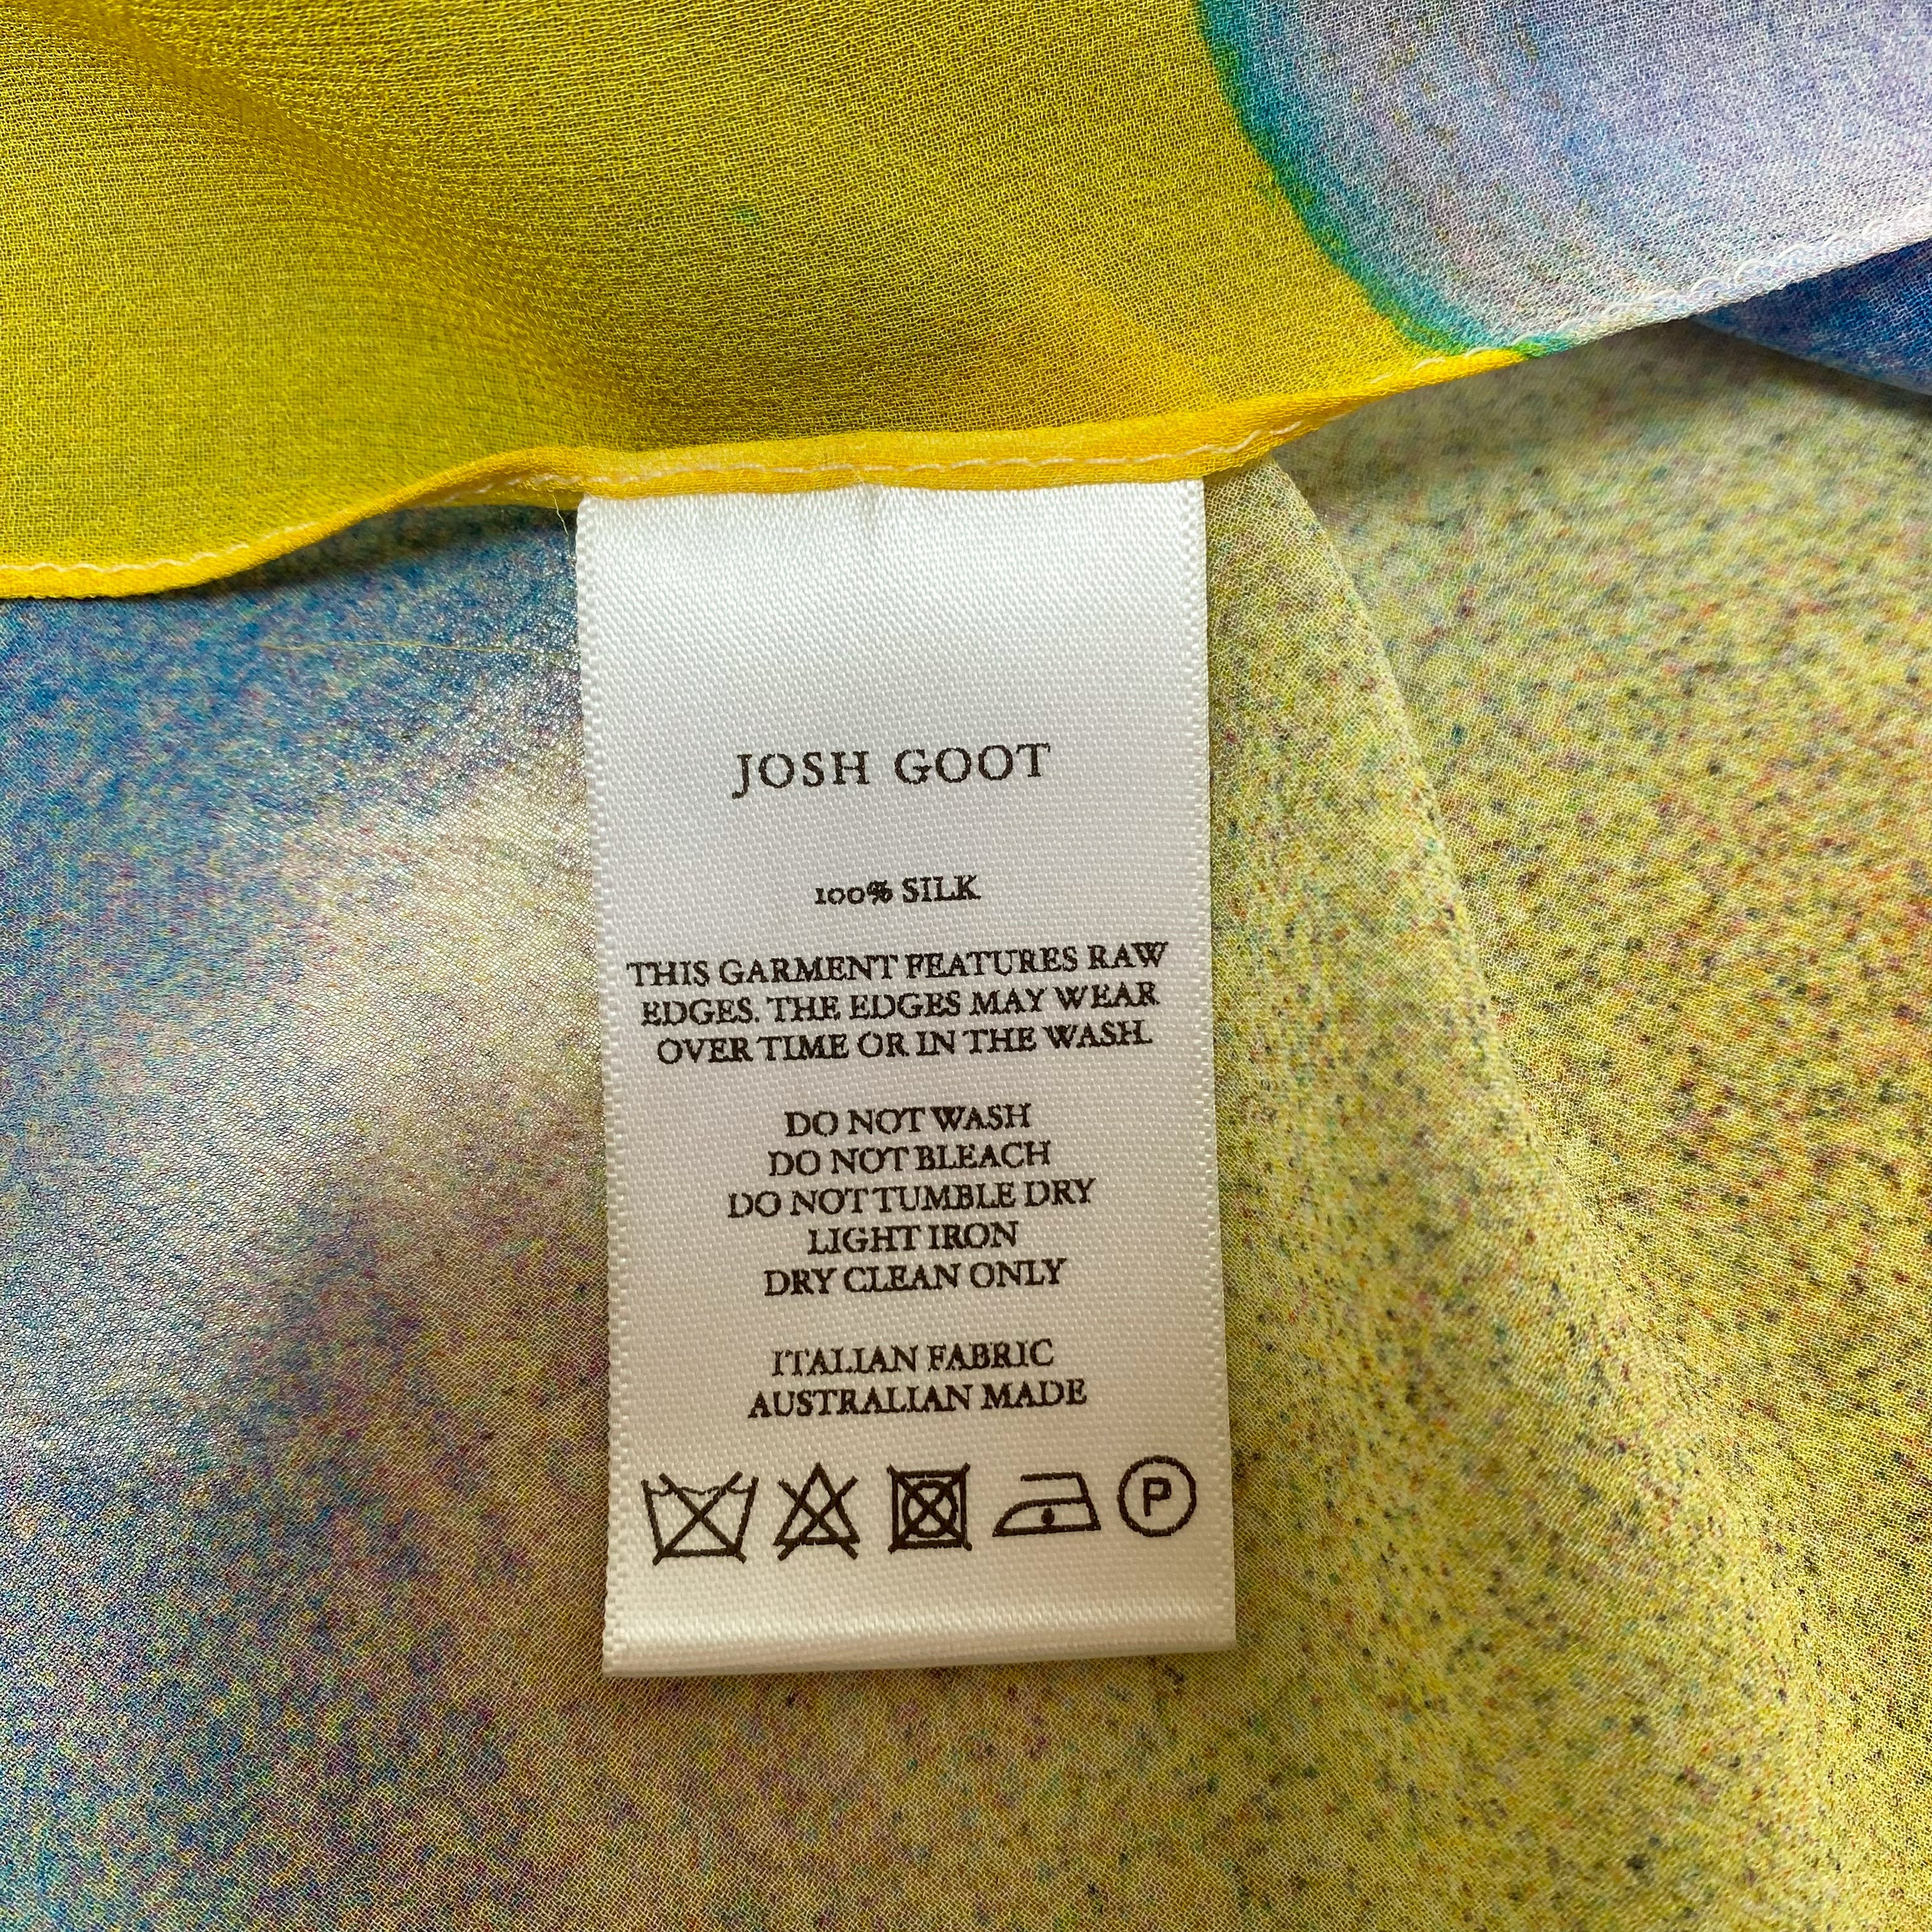 JOSH GOOT
100% SILK
THIS GARMENT FEATURES RAW
EDGES. THE EDGES MAY WEAR
OVER TIME OR IN THE WASH.
DO NOT WASH
DO NOT BLEACH
DO NOT TUMBLE DRY
LIGHT IRON
DRY CLEAN ONLY
ITALIAN FABRIC
AUSTRALIAN MADE
P